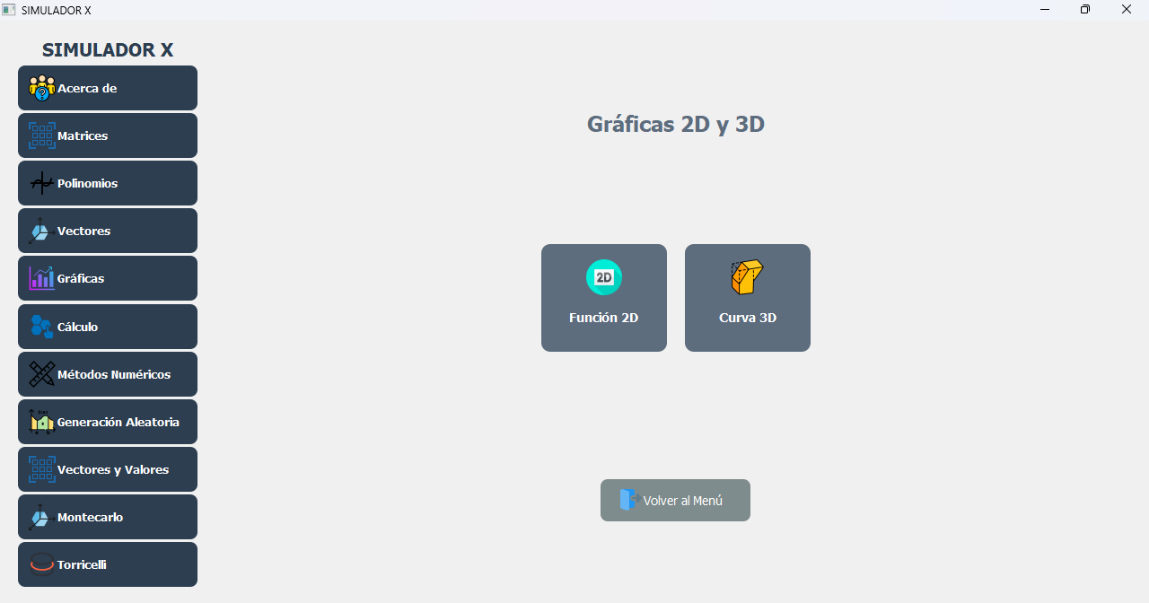 SIMULADOR X
SIMULADOR X
Acerca de
Matrices
Polinomios
Vectores
Gráficas
Cálculo
Métodos Numéricos
Generación Aleatoria
Vectores y Valores
Montecarlo
Torricelli
Gráficas 2D y 3D
2D
Función 2D
Curva 3D
Volver al Menú